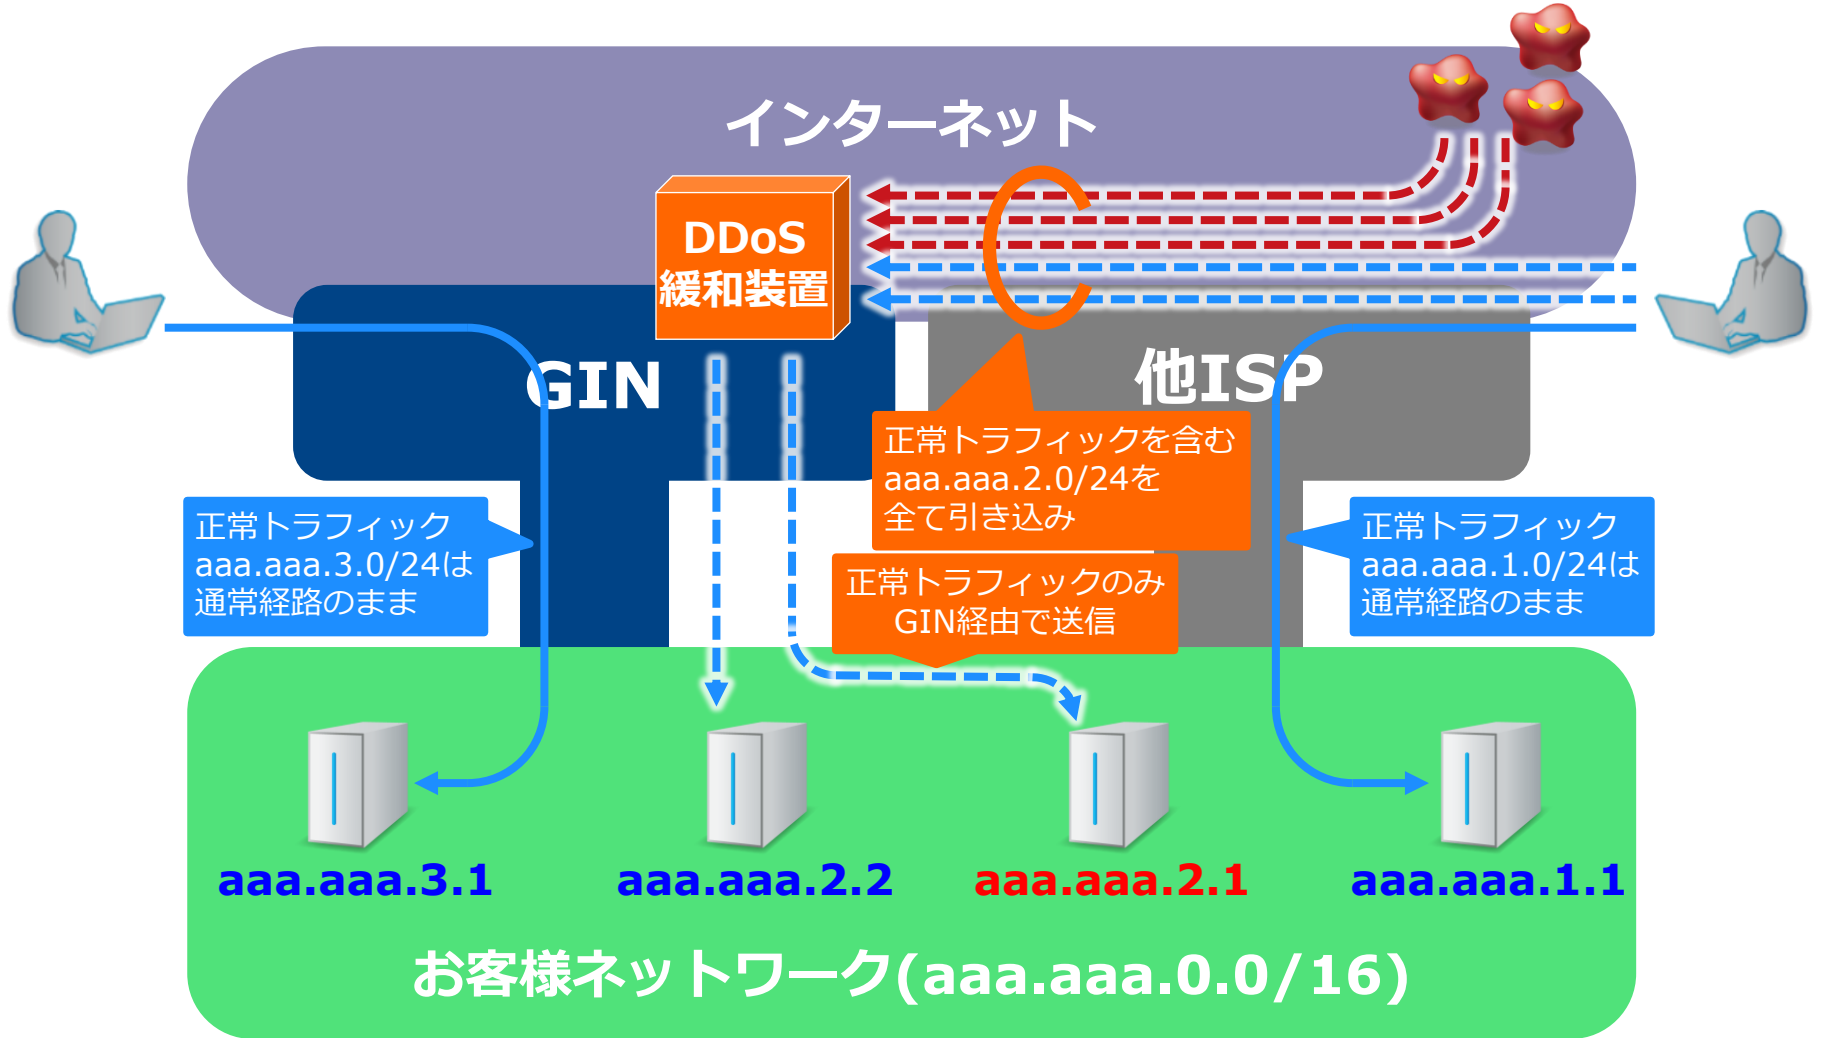 インターネット
DDoS
緩和装置
GIN
他ISP
正常トラフィックを含む
aaa.aaa.2.0/24を
全て引き込み
正常トラフィック
aaa.aaa.3.0/24は
通常経路のまま
正常トラフィック
aaa.aaa.1.0/24は
通常経路のまま
正常トラフィックのみ
GIN経由で送信
aaa.aaa.3.1
aaa.aaa.2.2
aaa.aaa.2.1
aaa.aaa.1.1
お客様ネットワーク(aaa.aaa.0.0/16)